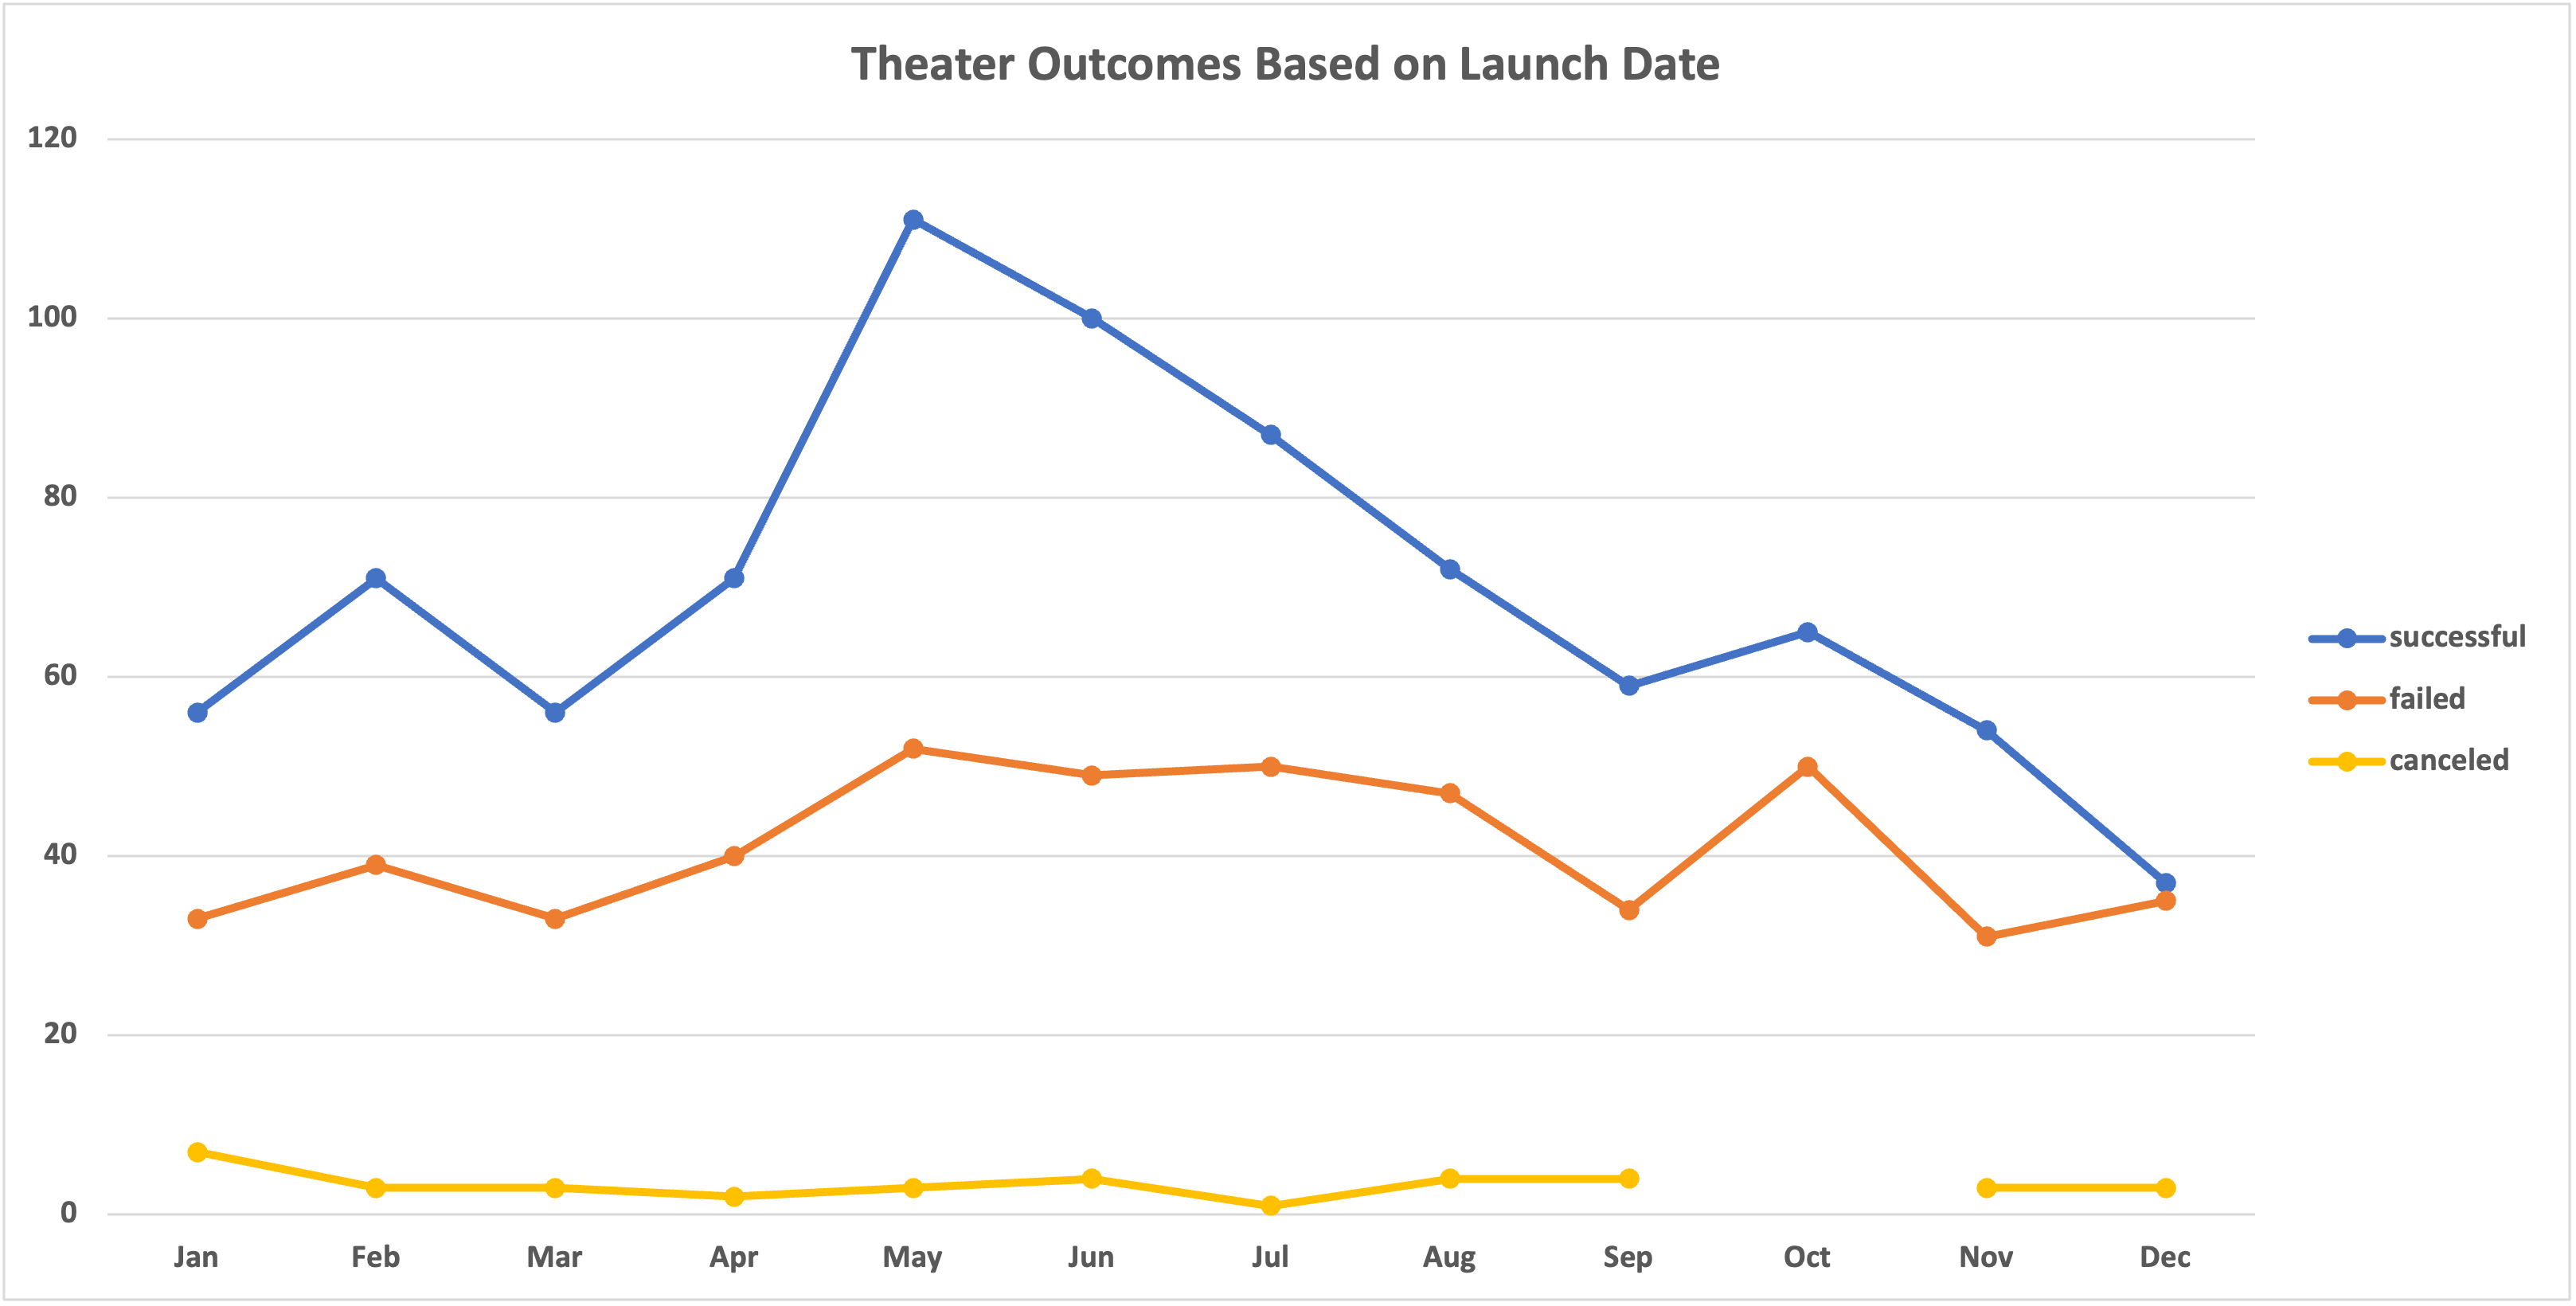 Theater Outcomes Based on Launch Date
120
100
80
60
40
20
0
Jan Feb Mar Apr May Jun Jul Aug Sep Oct Nov Dec
successful
failed
canceled